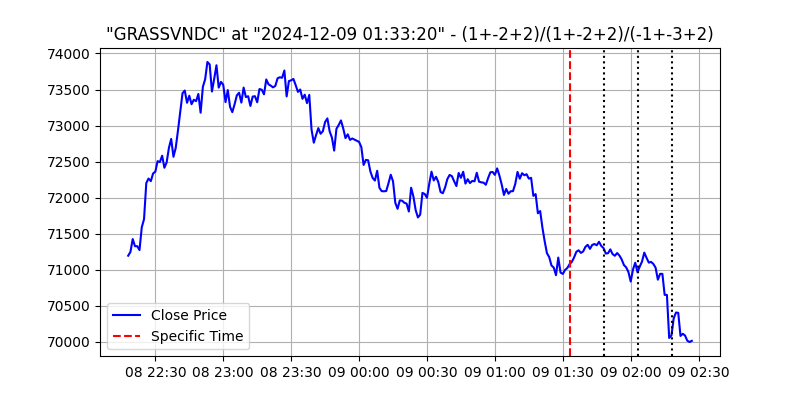 "GRASSVNDC" at "2024-12-09 01:33:20" - (1+-2+2)/(1+-2+2)/(-1+-3+2)
74000
73500
73000
72500
72000
71500
71000
70500
70000
Close Price
Specific Time
08 22:30 08 23:00 08 23:30 09 00:00 09 00:30 09 01:00 09 01:30 09 02:00 09 02:30